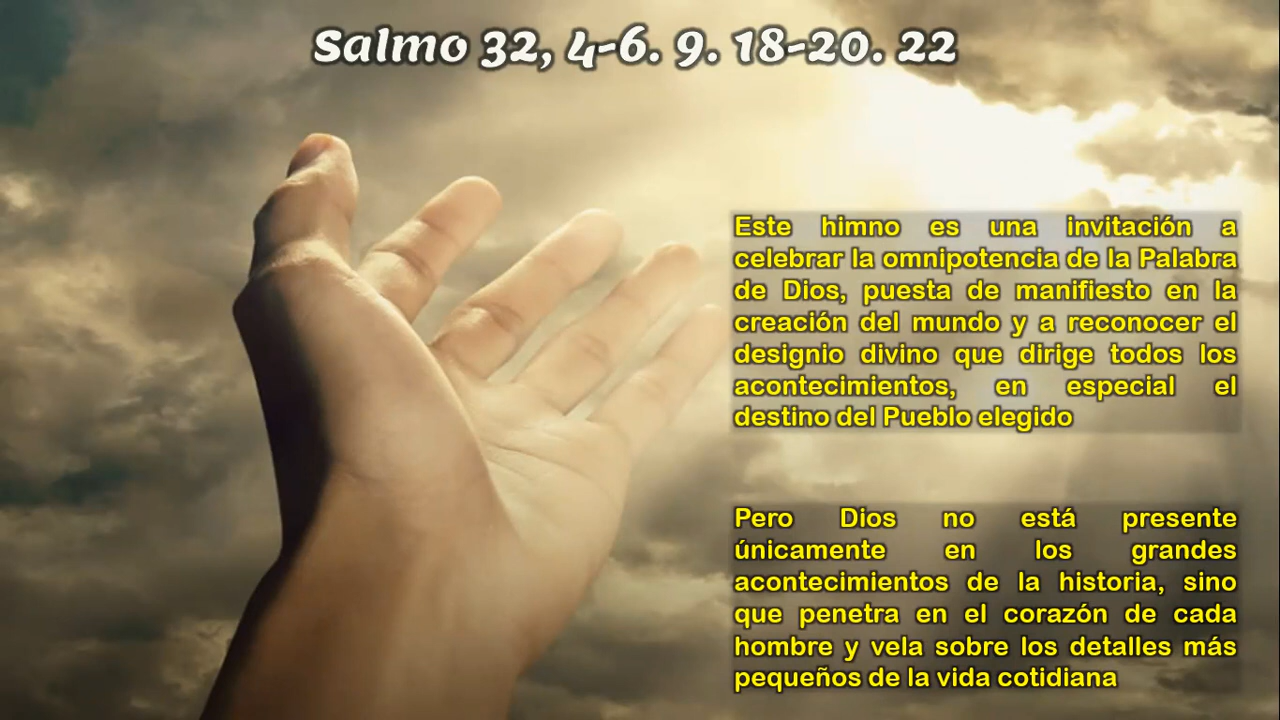 Salmo 32, 4-6. 9. 18-20. 22
Este himno es una invitación a
celebrar la omnipotencia de la Palabra
de Dios, puesta de manifiesto en la
creación del mundo y a reconocer el
designio divino que dirige todos los
acontecimientos, en especial el
destino del Pueblo elegido
Pero Dios no está presente
únicamente en los grandes
acontecimientos de la historia, sino
que penetra en el corazón de cada
hombre y vela sobre los detalles más
pequeños de la vida cotidiana